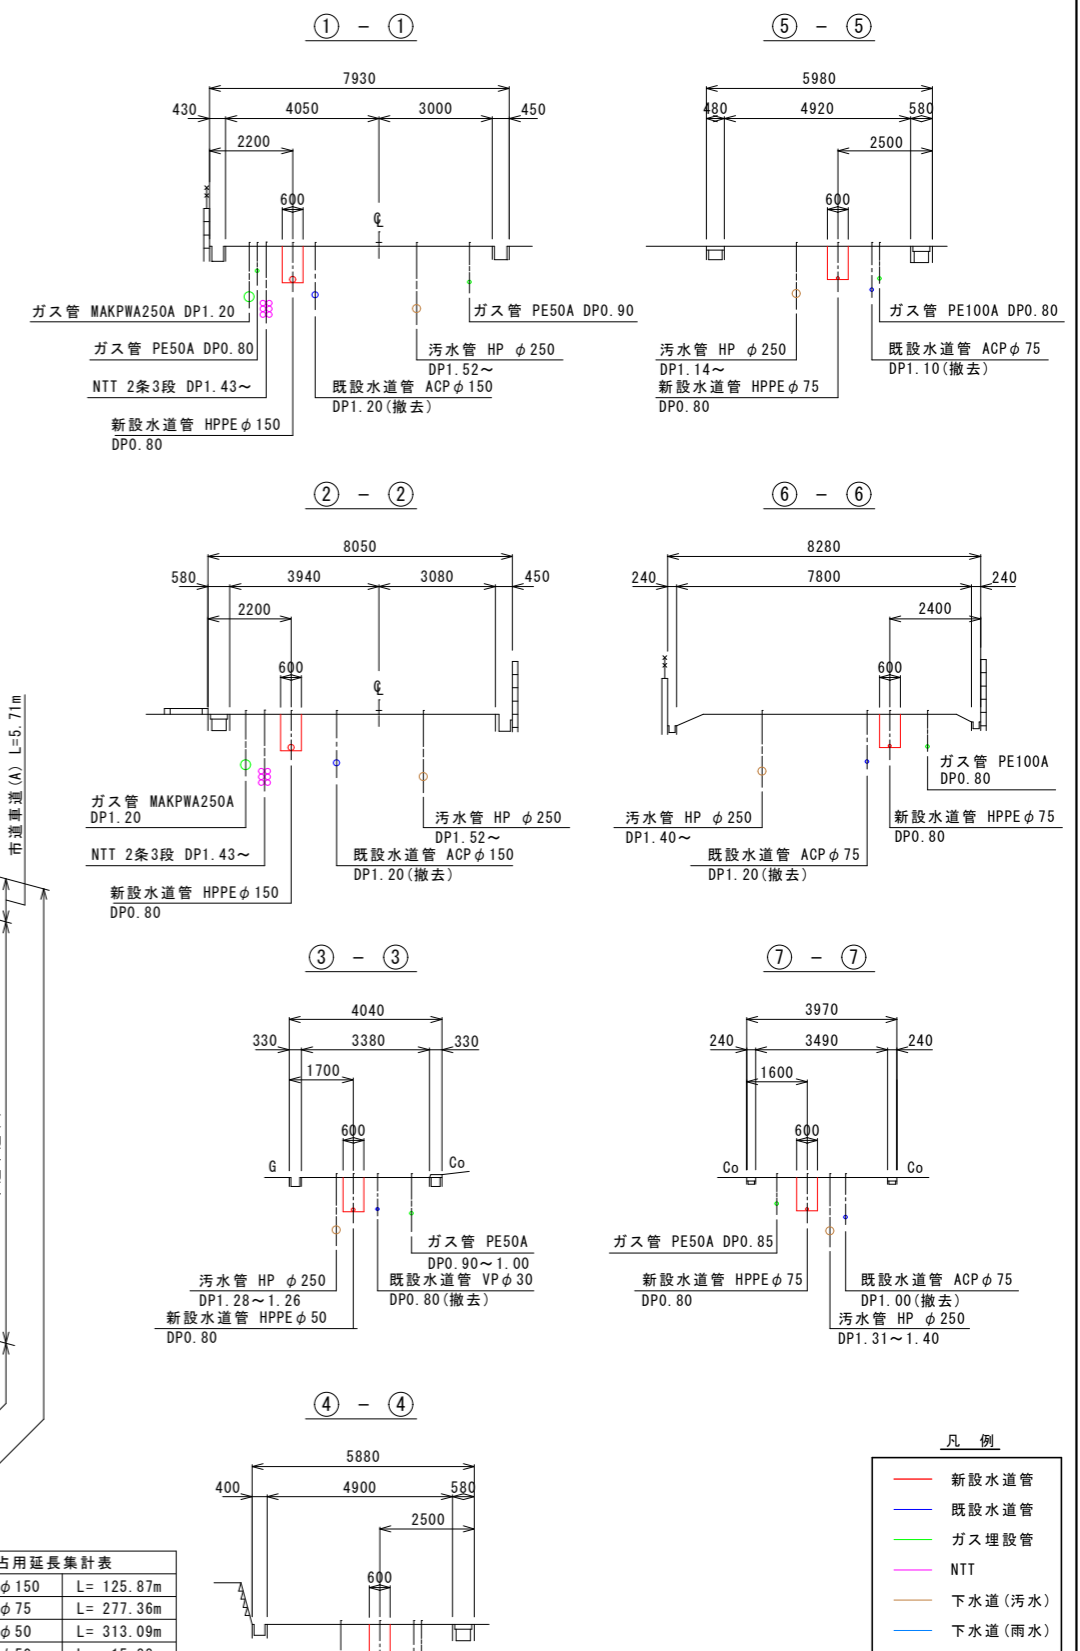 ① - ①
7930
430 4050 3000 450
2200
600
ガス管 MAKPWA250A DP1.20
ガス管 PE50A DP0.90
ガス管 PE50A DP0.80
汚水管 HP φ250
DP1.52~
NTT 2条3段 DP1.43~
既設水道管 ACPφ150
DP1.20(撤去)
新設水道管 HPPEφ150
DP0.80
⑤ - ⑤
5980
480 4920 580
2500
600
ガス管 PE100A DP0.80
汚水管 HP φ250
DP1.14~
既設水道管 ACPφ75
DP1.10(撤去)
新設水道管 HPPEφ75
DP0.80
② - ②
8050
580 3940 3080 450
2200
600
ガス管 MAKPWA250A
DP1.20
汚水管 HP φ250
DP1.52~
NTT 2条3段 DP1.43~
既設水道管 ACPφ150
DP1.20(撤去)
新設水道管 HPPEφ150
DP0.80
⑥ - ⑥
8280
240 7800 240
2400
600
ガス管 PE100A
DP0.80
汚水管 HP φ250
DP1.40~
新設水道管 HPPEφ75
DP0.80
既設水道管 ACPφ75
DP1.20(撤去)
市道車道(A) L=5.71m
③ - ③
4040
330 3380 330
1700
600
G
Co
ガス管 PE50A
DP0.90~1.00
汚水管 HP φ250
DP1.28~1.26
既設水道管 VPφ30
DP0.80(撤去)
新設水道管 HPPEφ50
DP0.80
⑦ - ⑦
3970
240 3490 240
1600
600
Co
Co
ガス管 PE50A DP0.85
新設水道管 HPPEφ75
DP0.80
既設水道管 ACPφ75
DP1.00(撤去)
汚水管 HP φ250
DP1.31~1.40
④ - ④
5880
400 4900 580
2500
600
占用延長集計表
φ150 L= 125.87m
φ75 L= 277.36m
φ50 L= 313.09m
凡 例
新設水道管
既設水道管
ガス埋設管
NTT
下水道(汚水)
下水道(雨水)